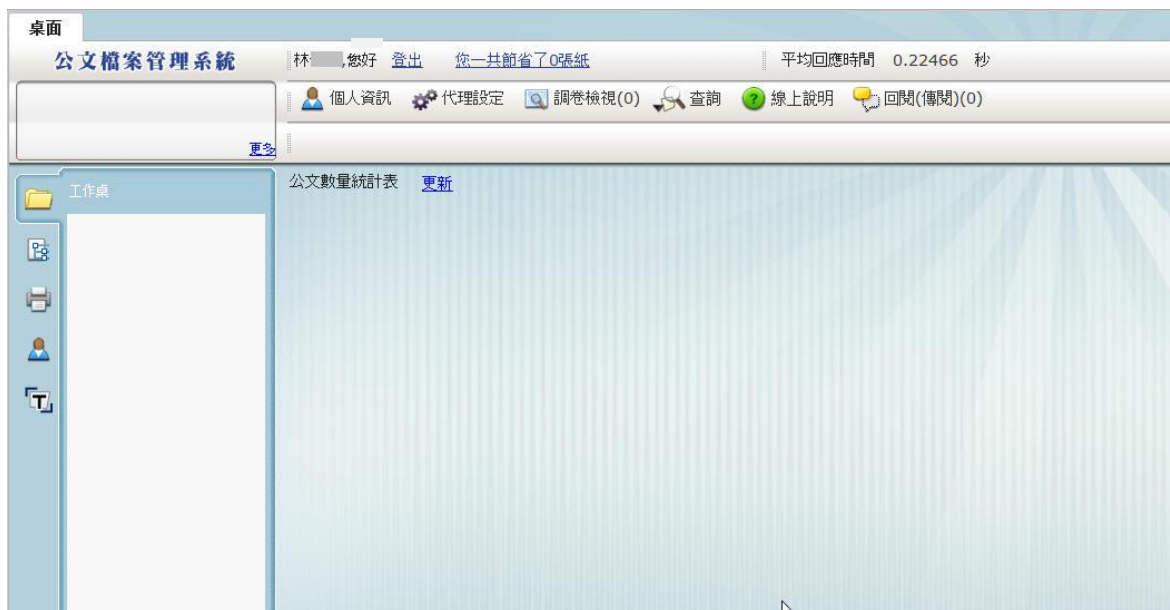 桌面
公文檔案管理系統
林 ,您好 登出 您一共節省了0張紙 平均回應時間 0.22466 秒
個人資訊 代理設定 調卷檢視(0) 查詢 線上說明 回閱(傳閱)(0)
更多
工作桌
公文數量統計表 更新
T